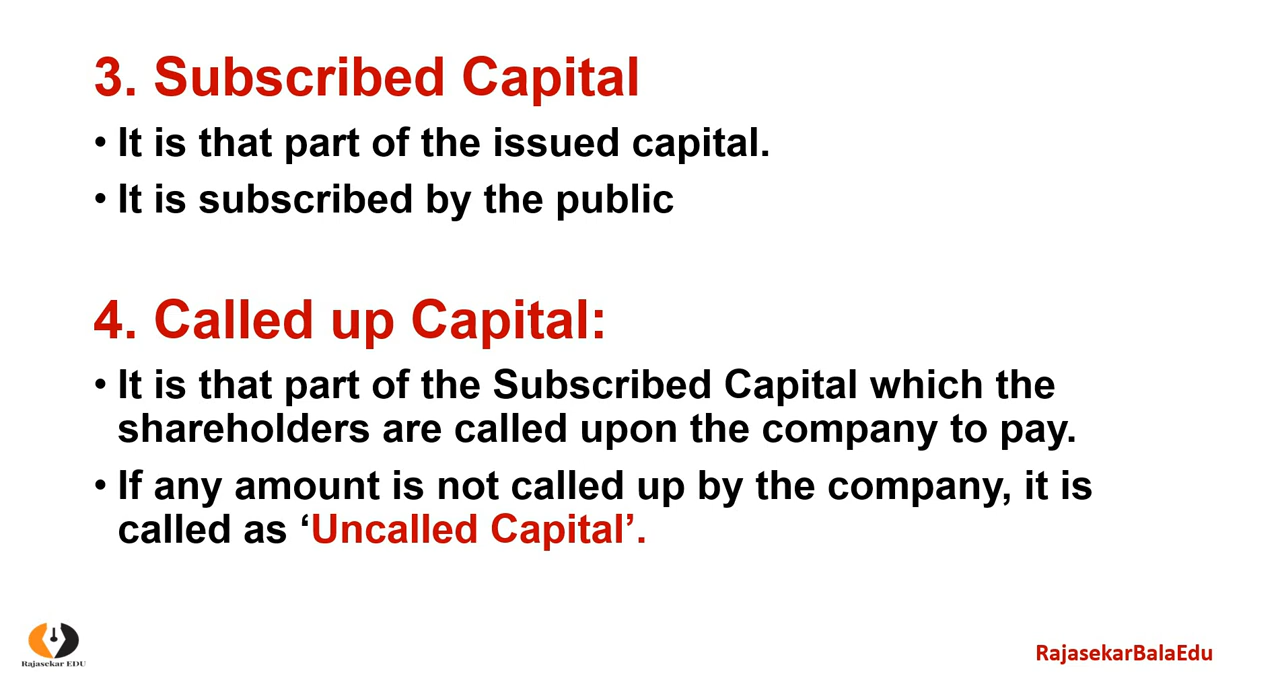 3. Subscribed Capital
• It is that part of the issued capital.
• It is subscribed by the public
4. Called up Capital:
• It is that part of the Subscribed Capital which the
shareholders are called upon the company to pay.
• If any amount is not called up by the company, it is
called as ‘Uncalled Capital’.
Rajasekar EDU
RajasekarBalaEdu